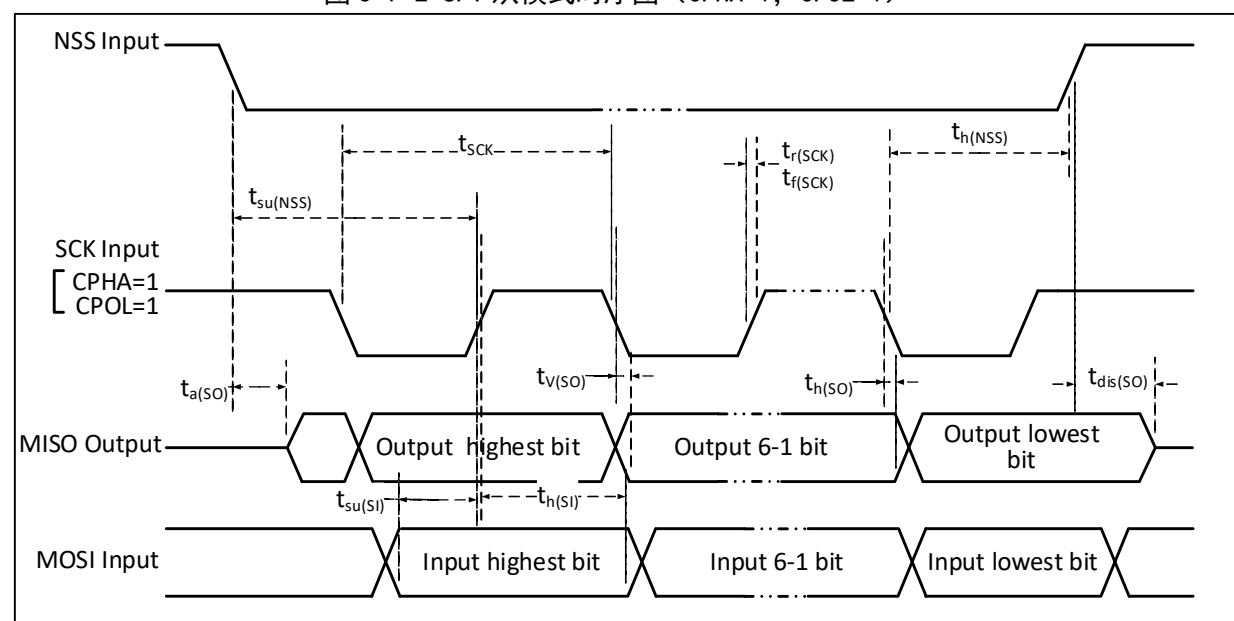 NSS Input
tSCK
th(NSS)
tr(SCK)
tf(SCK)
tsu(NSS)
SCK Input
CPHA=1
CPOL=1
ta(SO)
tV(SO)
th(SO)
tdis(SO)
MISO Output
Output highest bit
Output 6-1 bit
Output lowest
bit
tsu(SI)
th(SI)
MOSI Input
Input highest bit
Input 6-1 bit
Input lowest bit